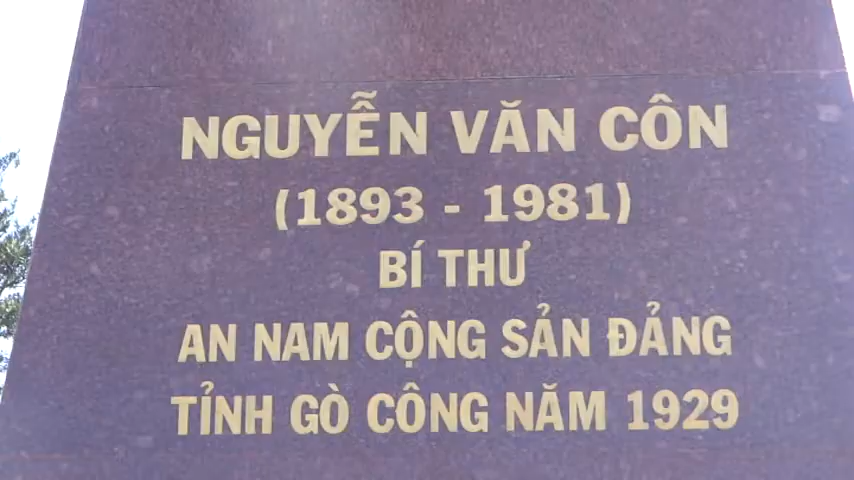 NGUYỄN VĂN CÔN
(1893 - 1981)
BÍ THƯ
AN NAM CỘNG SẢN ĐẢNG
TỈNH GÒ CÔNG NĂM 1929